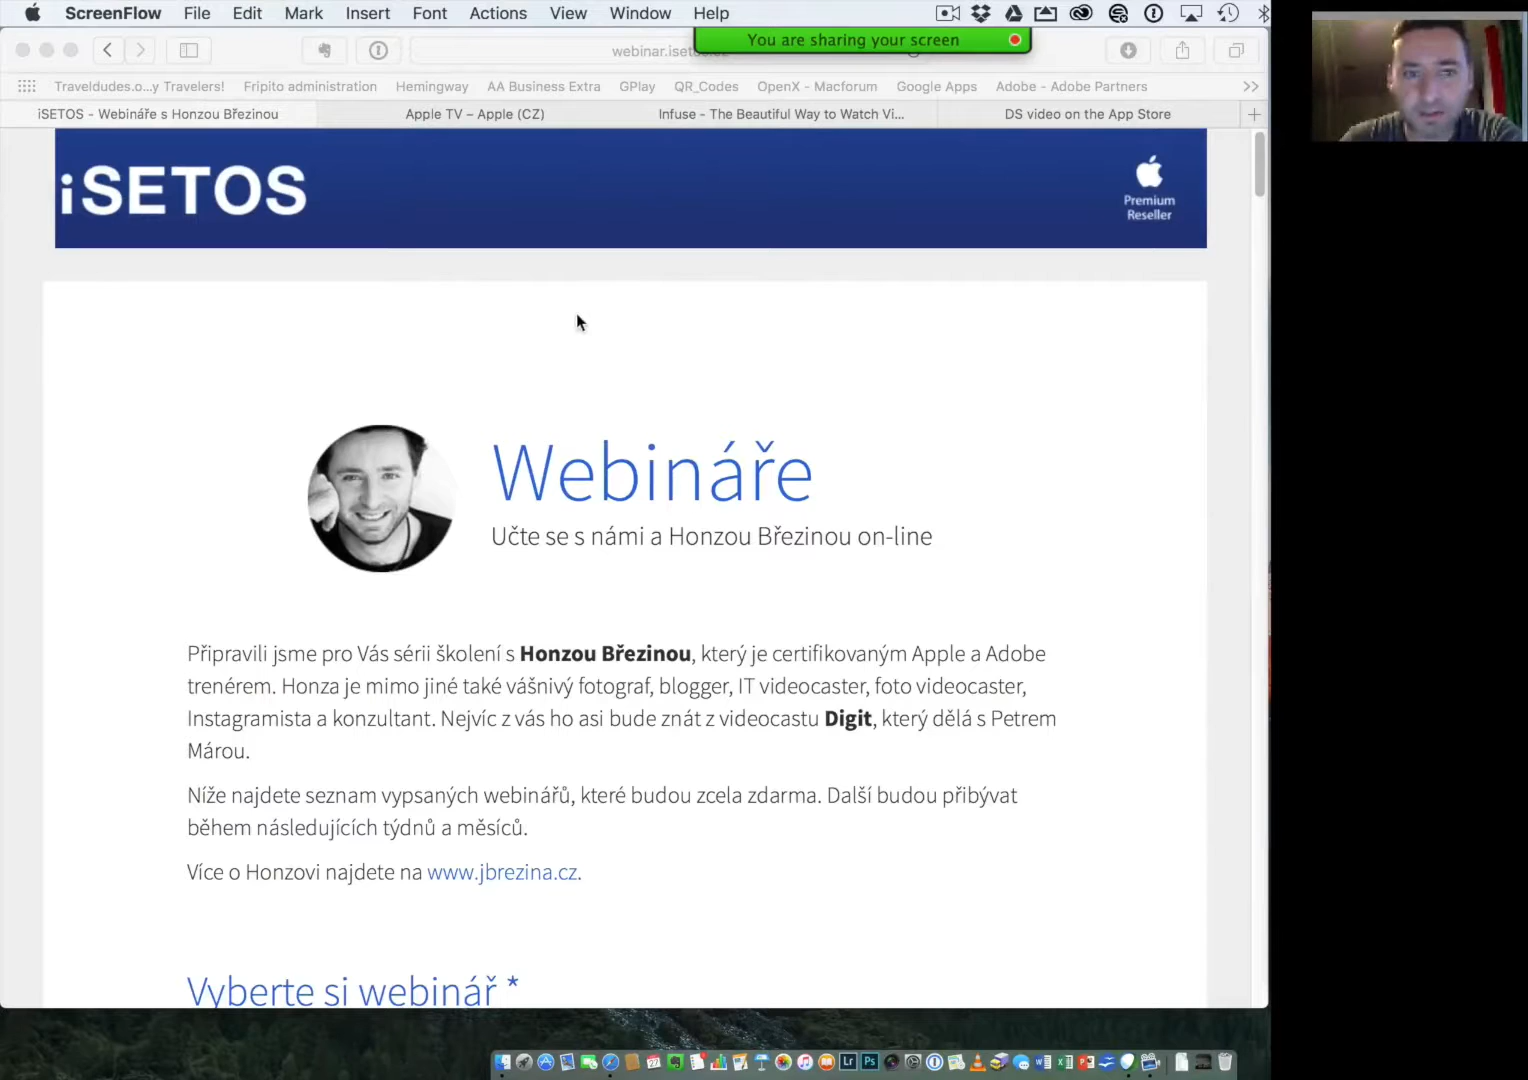 ScreenFlow File Edit Mark Insert Font Actions View Window Help
You are sharing your screen
webinar.iset
Traveldudes.o...y Travelers! Fripito administration Hemingway AA Business Extra GPlay QR_Codes OpenX - Macforum Google Apps Adobe - Adobe Partners
iSETOS - Webináře s Honzou Březinou Apple TV – Apple (CZ) Infuse - The Beautiful Way to Watch Vi... DS video on the App Store
iSETOS
Premium
Reseller
Webináře
Učte se s námi a Honzou Březinou on-line
Připravili jsme pro Vás sérii školení s Honzou Březinou, který je certifikovaným Apple a Adobe
trenérem. Honza je mimo jiné také vášnivý fotograf, blogger, IT videocaster, foto videocaster,
Instagramista a konzultant. Nejvíc z vás ho asi bude znát z videocastu Digit, který dělá s Petrem
Márou.
Níže najdete seznam vypsaných webinářů, které budou zcela zdarma. Další budou přibývat
během následujících týdnů a měsíců.
Více o Honzovi najdete na www.jbrezina.cz.
Vyberte si webinář *
Lr Ps